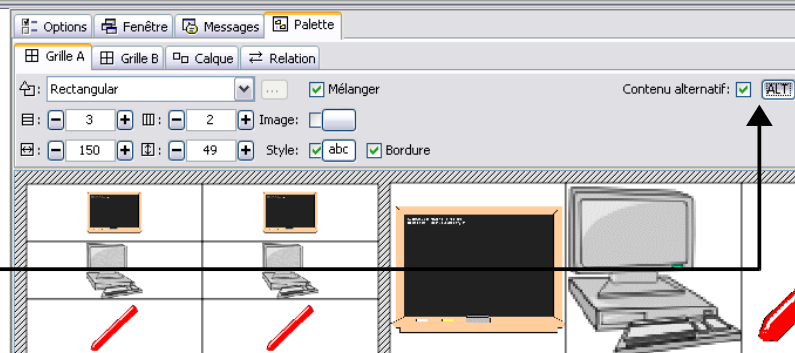 Options Fenêtre Messages Palette
Grille A Grille B Calque Relation
: Rectangular ... Mélanger Contenu alternatif: ALT
: 3 : 2 Image:
: 150 : 49 Style: abc Bordure